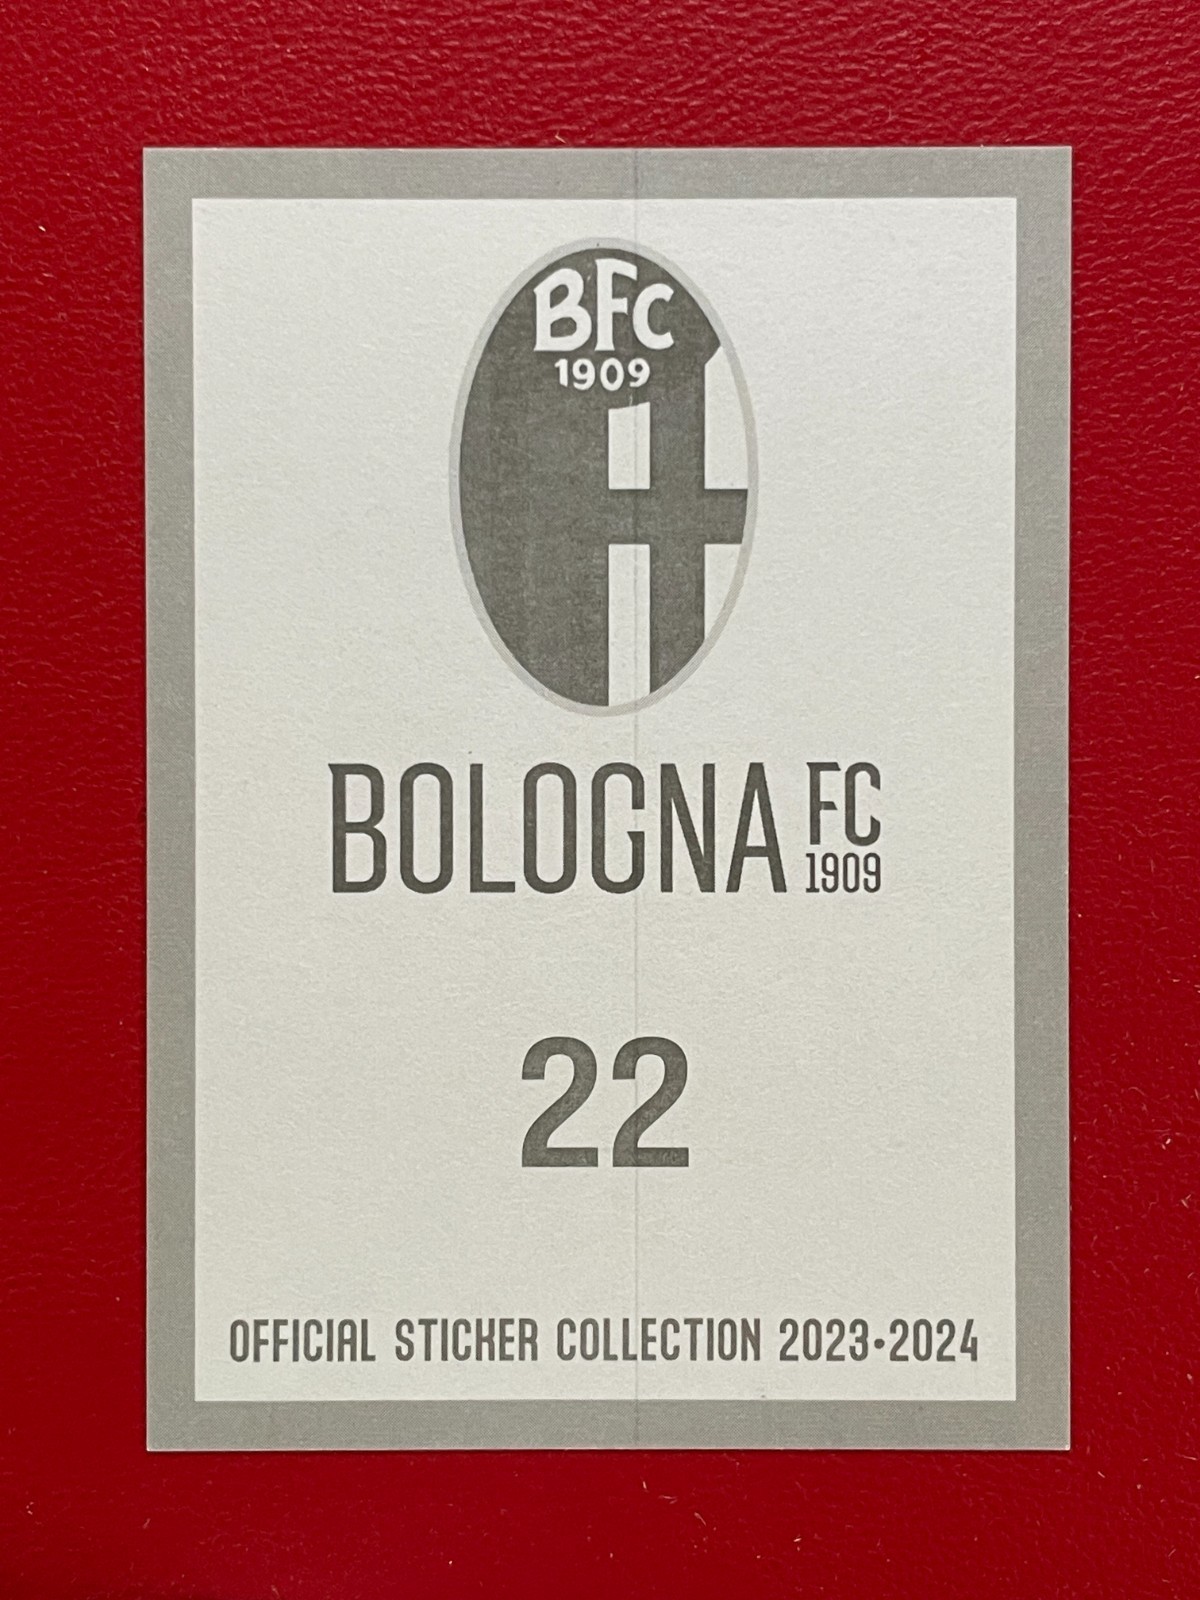 BFC
1909
BOLOGNA FC
1909
22
OFFICIAL STICKER COLLECTION 2023•2024